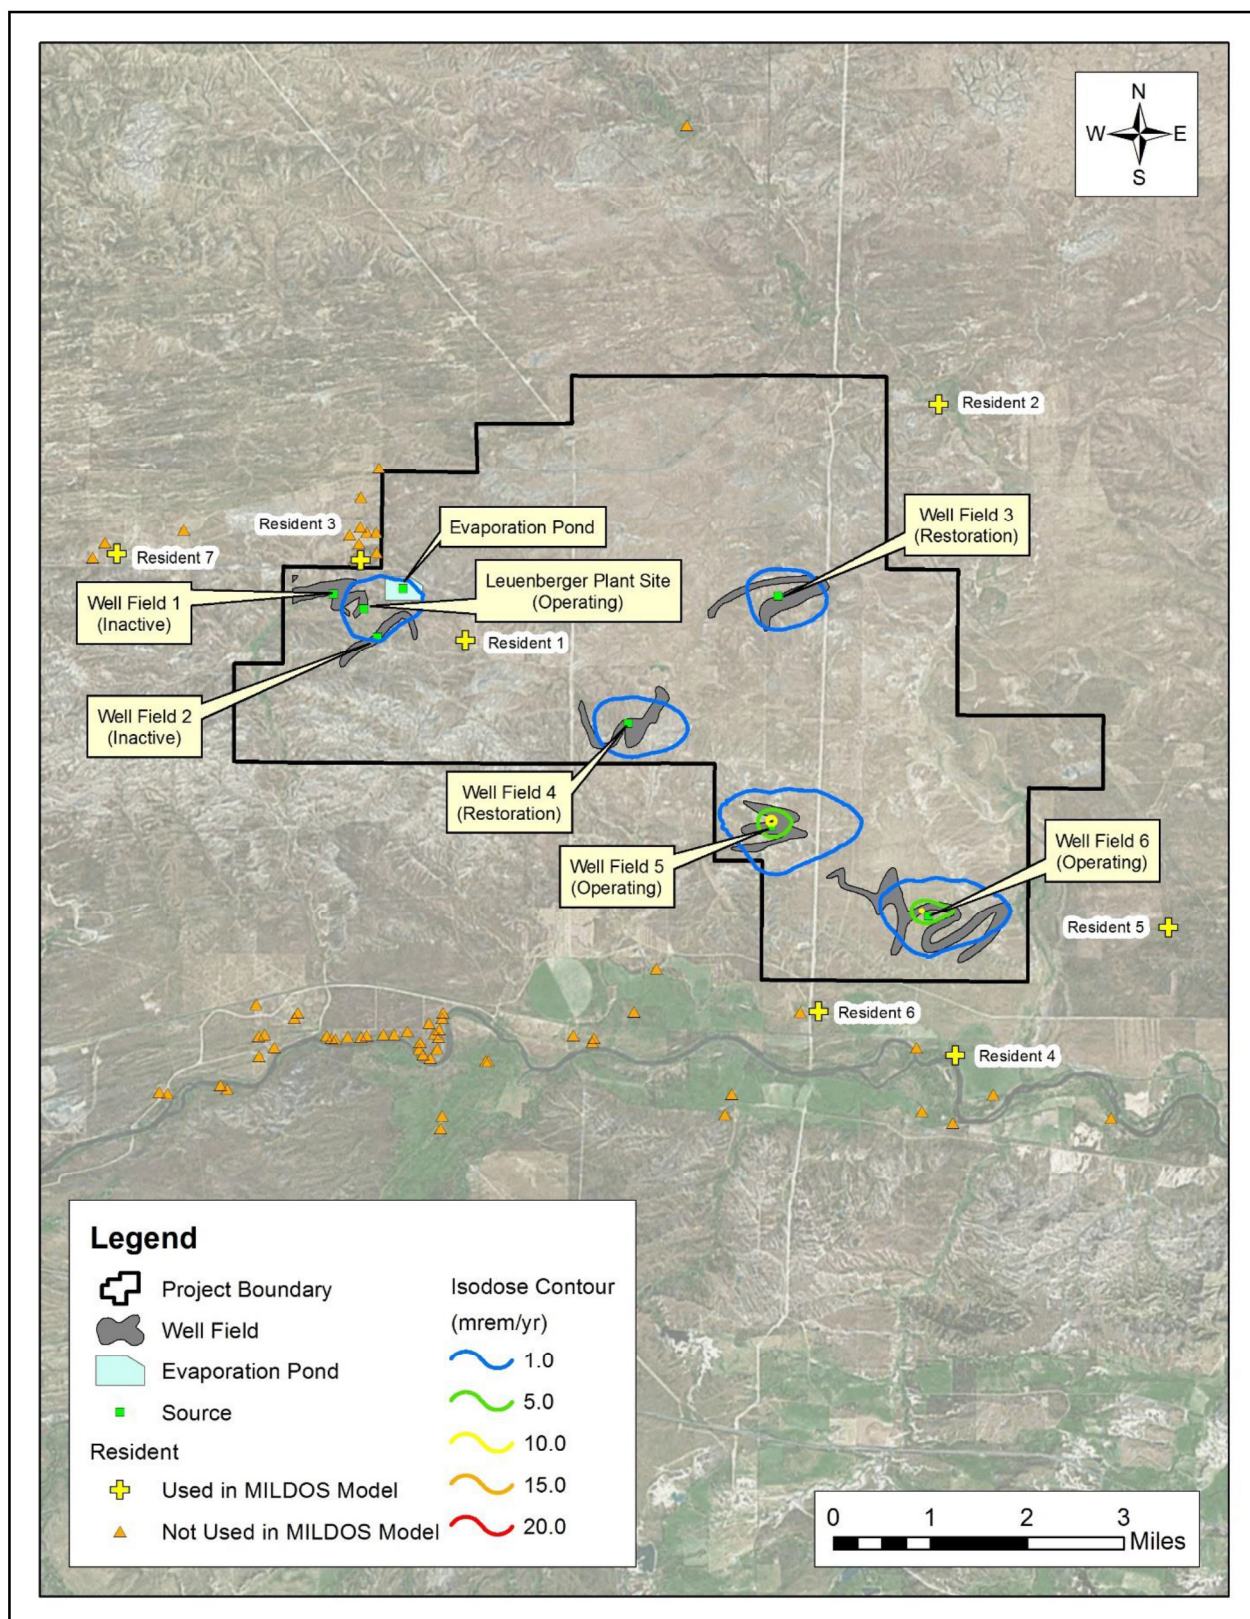 N
W E
S
Resident 2
Well Field 3
(Restoration)
Resident 3
Evaporation Pond
Resident 7
Leuenberger Plant Site
(Operating)
Well Field 1
(Inactive)
Resident 1
Well Field 2
(Inactive)
Well Field 4
(Restoration)
Well Field 5
(Operating)
Well Field 6
(Operating)
Resident 5
Resident 6
Resident 4
Legend
Project Boundary
Well Field
Evaporation Pond
Source
Resident
Used in MILDOS Model
Not Used in MILDOS Model
Isodose Contour
(mrem/yr)
1.0
5.0
10.0
15.0
20.0
0 1 2 3
Miles